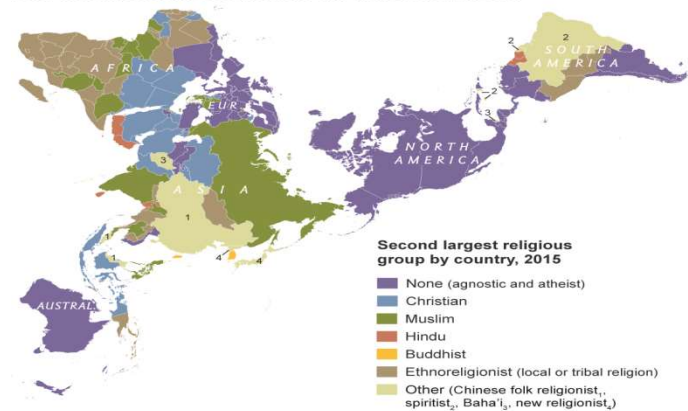 2
2
SOUTH
AMERICA
AFRICA
EUR.
2
3
NORTH
AMERICA
3
ASIA
1
1
1
4
4
AUSTRAL.
Second largest religious
group by country, 2015
None (agnostic and atheist)
Christian
Muslim
Hindu
Buddhist
Ethnoreligionist (local or tribal religion)
Other (Chinese folk religionist₁,
spiritist₂, Baha'i₃, new religionist₄)